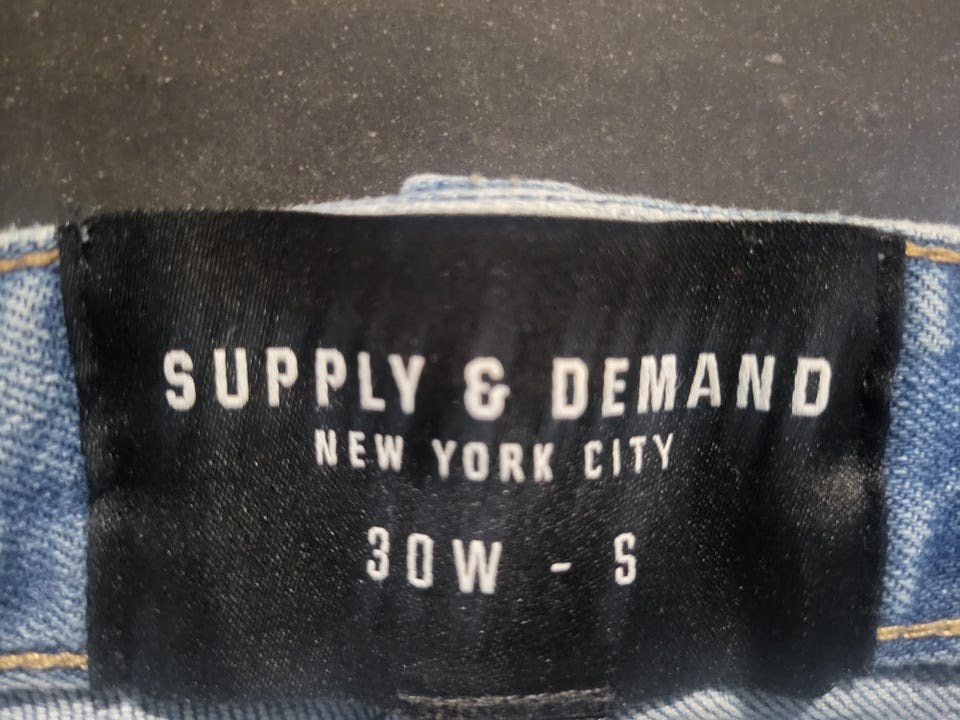 SUPPLY & DEMAND
NEW YORK CITY
30W - S